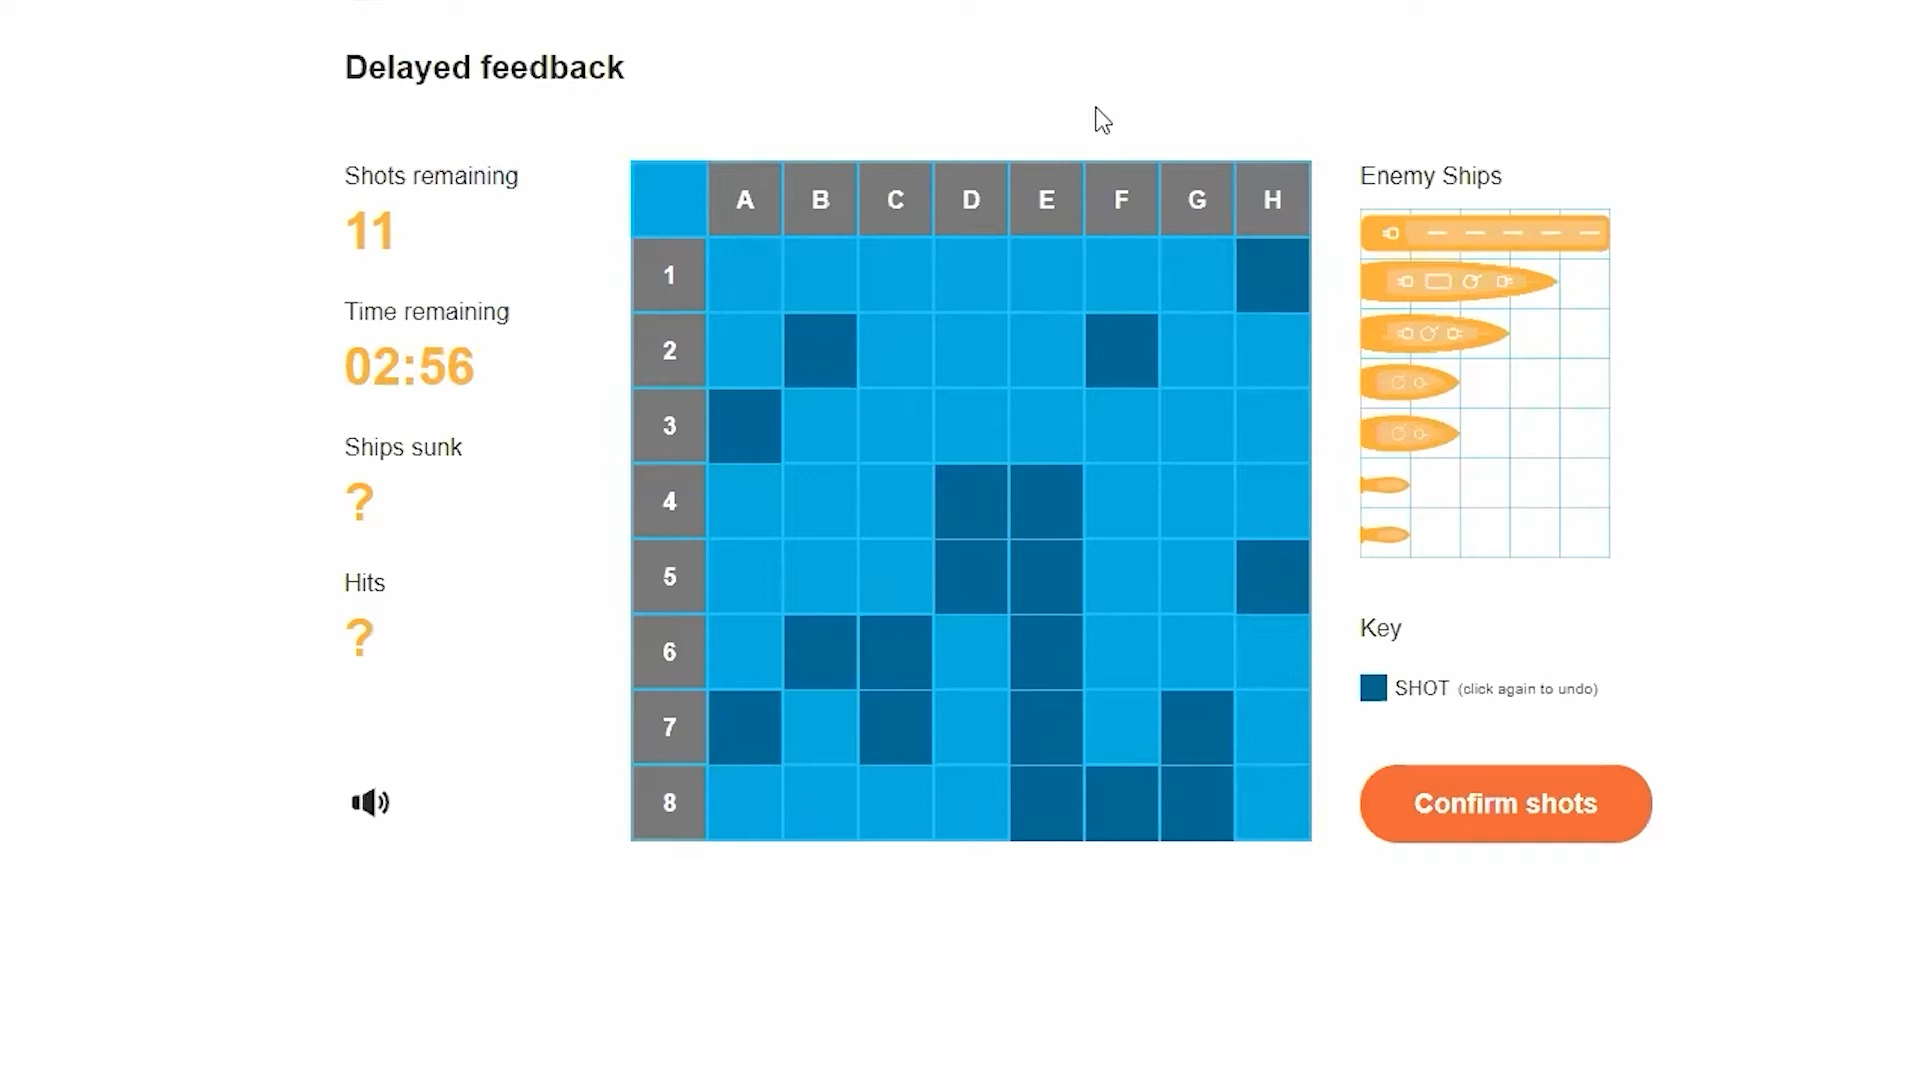 Delayed feedback
Shots remaining
11
Time remaining
02:56
Ships sunk
?
Hits
?
A B C D E F G H
1
2
3
4
5
6
7
8
Enemy Ships
Key
SHOT (click again to undo)
Confirm shots